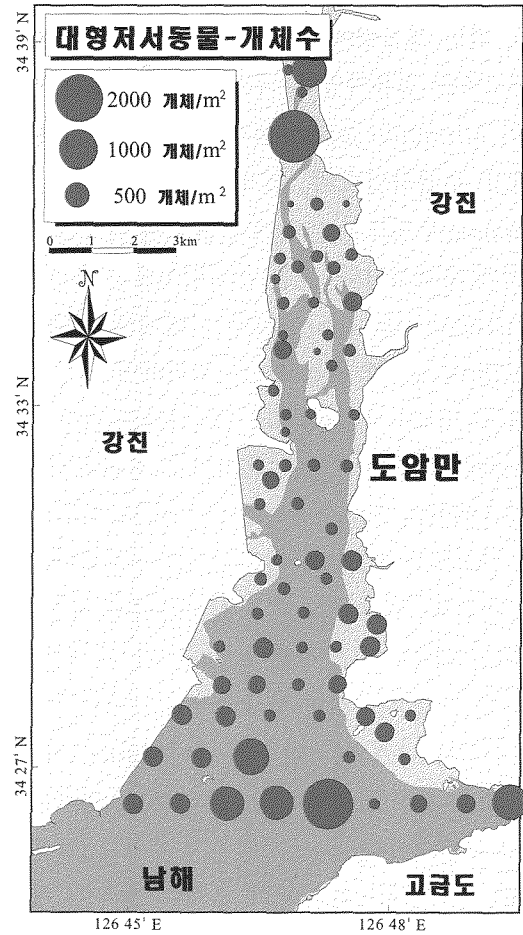 대형저서동물-개체수
2000 개체/m²
1000 개체/m²
500 개체/m²
0 1 2 3km
N
34 39' N
34 33' N
34 27' N
강진
강진
도암만
남해
고금도
126 45' E
126 48' E